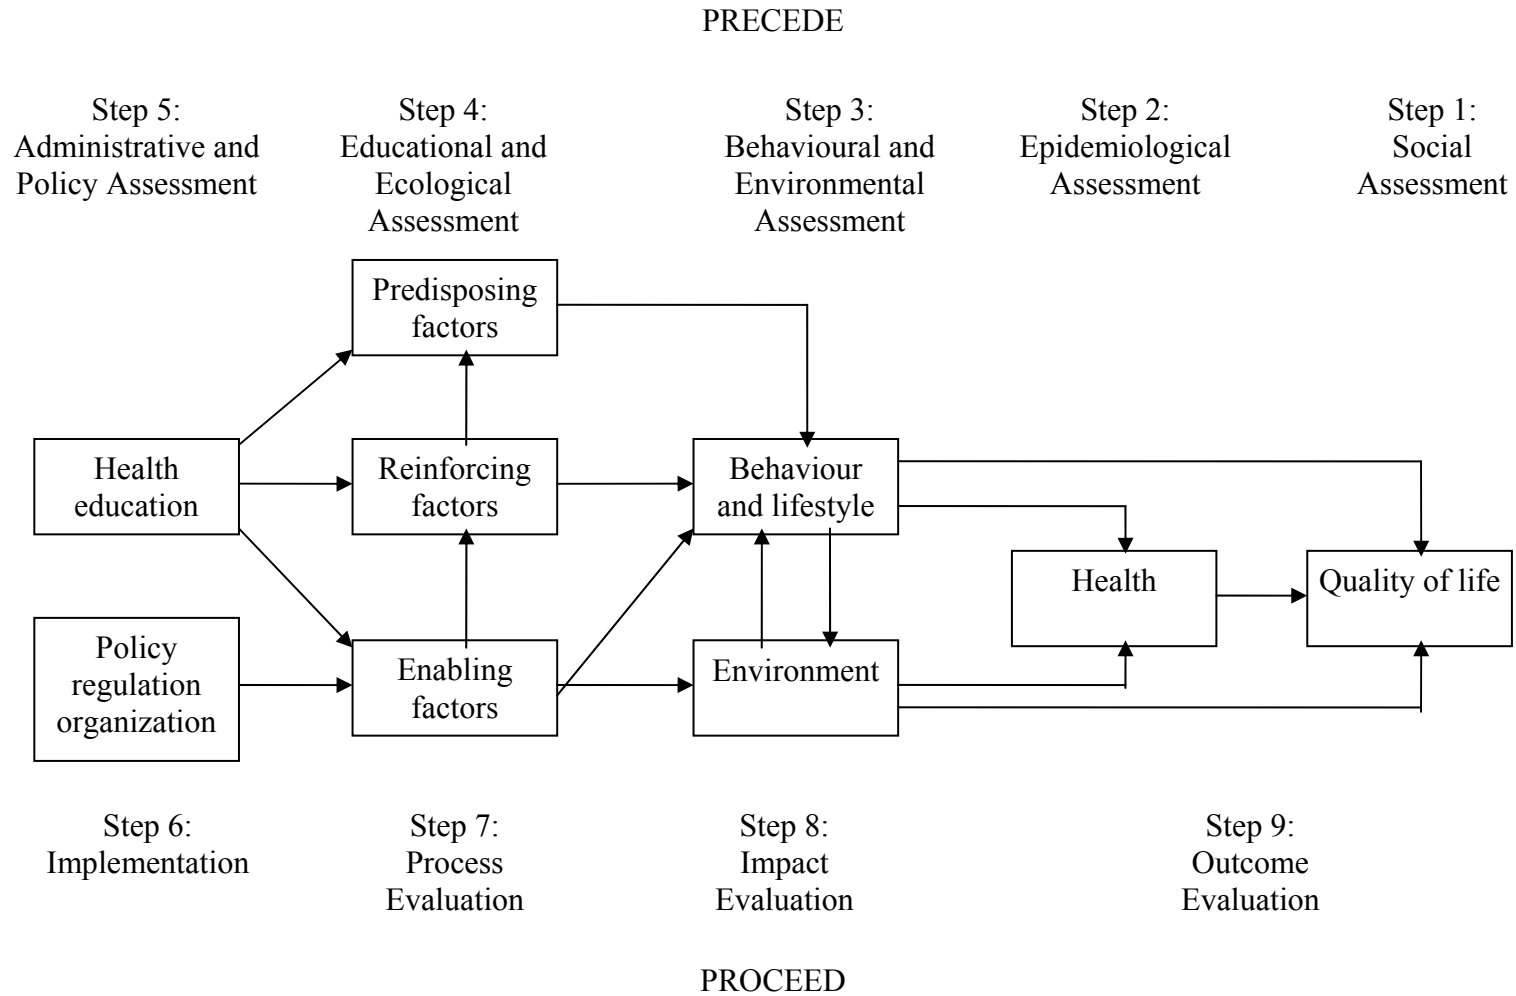 PRECEDE
Step 5:
Administrative and
Policy Assessment
Step 4:
Educational and
Ecological
Assessment
Step 3:
Behavioural and
Environmental
Assessment
Step 2:
Epidemiological
Assessment
Step 1:
Social
Assessment
Predisposing
factors
Health
education
Reinforcing
factors
Behaviour
and lifestyle
Health
Quality of life
Policy
regulation
organization
Enabling
factors
Environment
Step 6:
Implementation
Step 7:
Process
Evaluation
Step 8:
Impact
Evaluation
Step 9:
Outcome
Evaluation
PROCEED